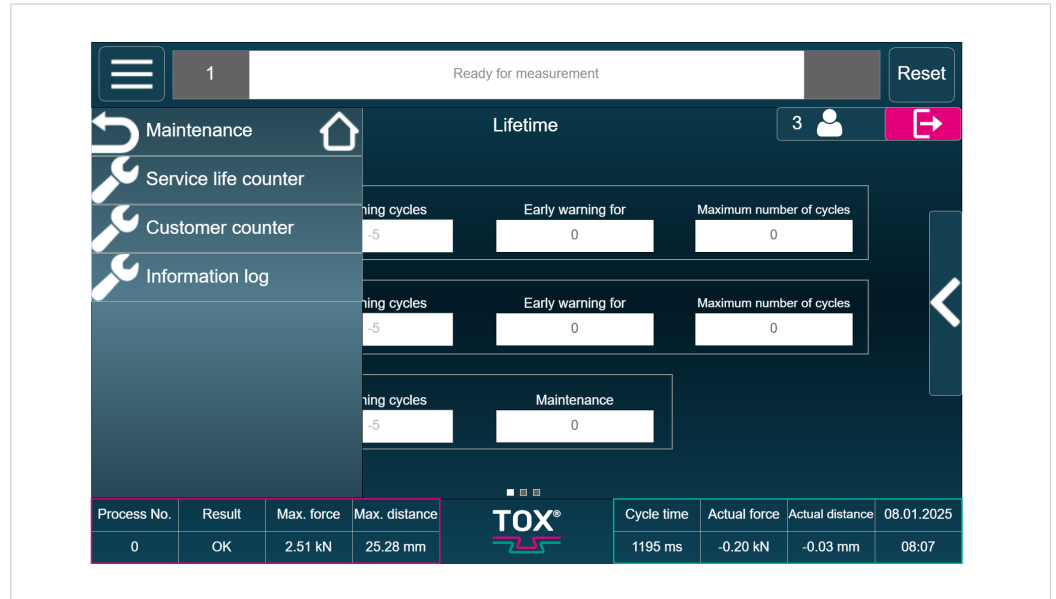 1
Ready for measurement
Reset
Maintenance
Lifetime
3
Service life counter
Customer counter
Information log
ning cycles
Early warning for
Maximum number of cycles
-5
0
0
ning cycles
Early warning for
Maximum number of cycles
-5
0
0
ning cycles
Maintenance
-5
0
Process No.
Result
Max. force
Max. distance
TOX®
Cycle time
Actual force
Actual distance
08.01.2025
0
OK
2.51 kN
25.28 mm
1195 ms
-0.20 kN
-0.03 mm
08:07